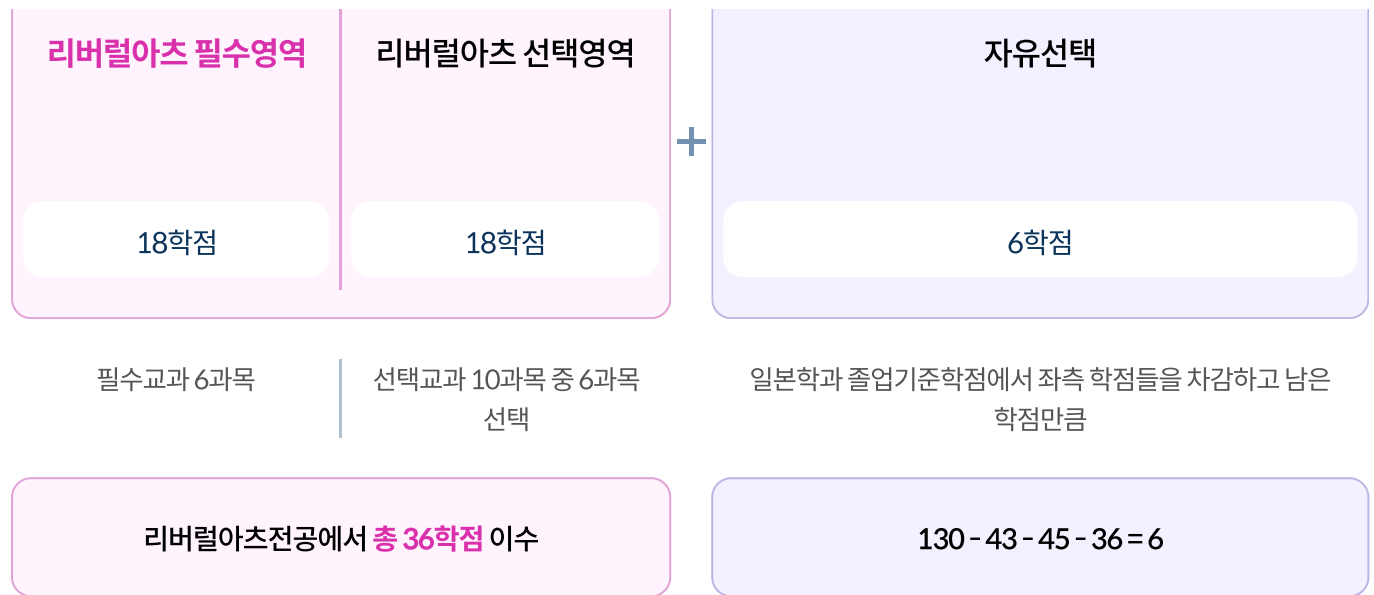 리버럴아츠 필수영역
리버럴아츠 선택영역
자유선택
+
18학점
18학점
6학점
필수교과 6과목
선택교과 10과목 중 6과목
선택
일본학과 졸업기준학점에서 좌측 학점들을 차감하고 남은
학점만큼
리버럴아츠전공에서 총 36학점 이수
130 - 43 - 45 - 36 = 6